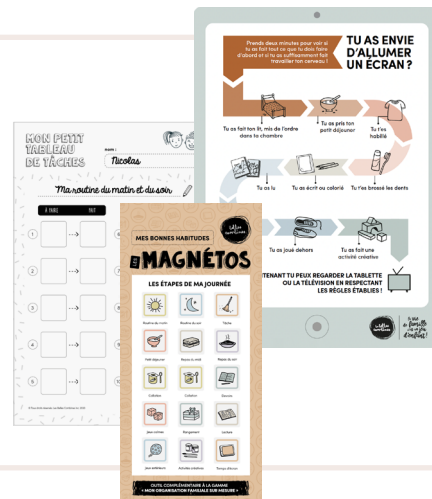 Prends deux minutes pour voir si
tu as fait tout ce que tu dois faire
d'abord et si tu as suffisamment fait
travailler ton cerveau !
TU AS ENVIE
D'ALLUMER
UN ÉCRAN ?
Tu as fait ton lit, mis de l'ordre
dans ta chambre
Tu as pris ton
petit déjeuner
Tu t'es
habillé
Tu as lu
Tu as écrit ou colorié
Tu t'es brossé les dents
Tu as joué dehors
Tu as fait une
activité créative
TENANT TU PEUX REGARDER LA TABLETTE
OU LA TÉLÉVISION EN RESPECTANT
LES RÈGLES ÉTABLIES !
MON PETIT
TABLEAU
DE TÂCHES
nom :
Nicolas
Ma routine du matin et du soir
À FAIRE
FAIT
1
2
3
4
5
6
7
8
9
10
MES BONNES HABITUDES
LES MAGNÉTOS
LES ÉTAPES DE MA JOURNÉE
Routine du matin
Routine du soir
Tâche
Petit déjeuner
Repas du midi
Repas du soir
Collation
Collation
Devoirs
Jeux calmes
Rangement
Lecture
Jeux extérieurs
Activités créatives
Temps d'écran
OUTIL COMPLÉMENTAIRE À LA GAMME
« MON ORGANISATION FAMILIALE SUR MESURE »